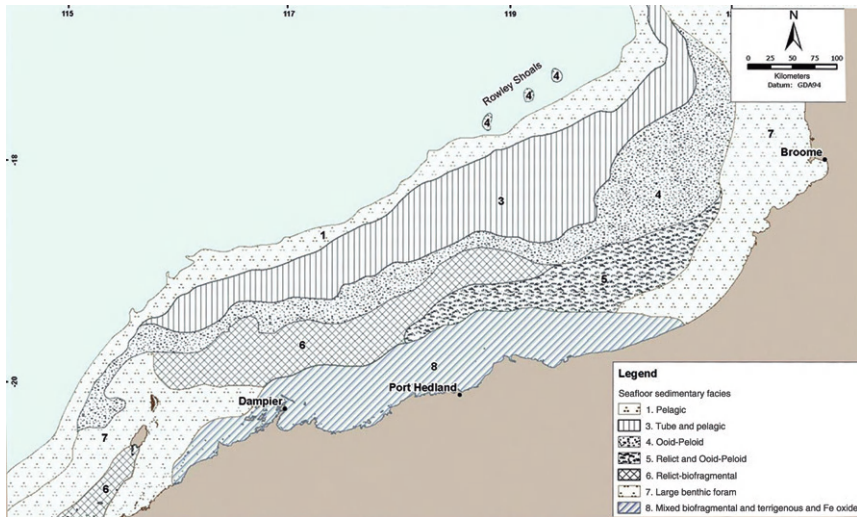 115
117
119
N
0 25 50 75 100
Kilometers
Datum: GDA94
Rowley Shoals
4
4
4
7
Broome
-18
4
3
1
5
6
8
-20
Port Hedland
Dampier
7
6
Legend
Seafloor sedimentary facies
1. Pelagic
3. Tube and pelagic
4. Ooid-Peloid
5. Relict and Ooid-Peloid
6. Relict-biofragmental
7. Large benthic foram
8. Mixed biofragmental and terrigenous and Fe oxide